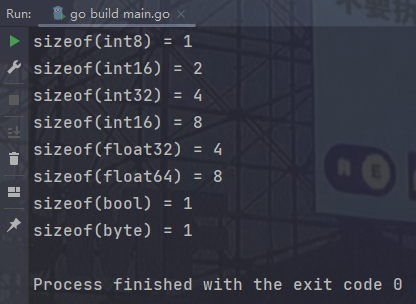 Run: go build main.go
sizeof(int8) = 1
sizeof(int16) = 2
sizeof(int32) = 4
sizeof(int16) = 8
sizeof(float32) = 4
sizeof(float64) = 8
sizeof(bool) = 1
sizeof(byte) = 1
Process finished with the exit code 0